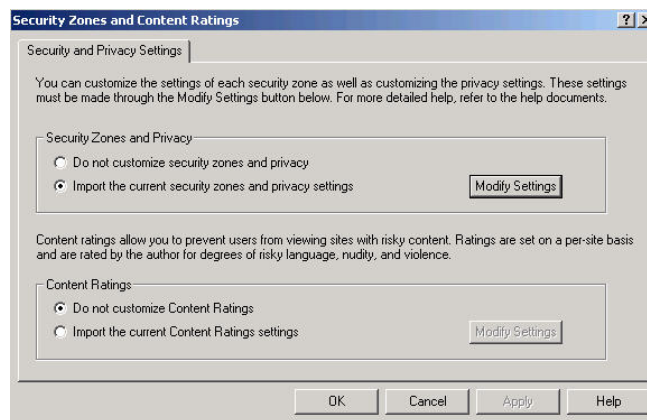 Security Zones and Content Ratings
Security and Privacy Settings
You can customize the settings of each security zone as well as customizing the privacy settings. These settings
must be made through the Modify Settings button below. For more detailed help, refer to the help documents.
Security Zones and Privacy
Do not customize security zones and privacy
Import the current security zones and privacy settings
Modify Settings
Content ratings allow you to prevent users from viewing sites with risky content. Ratings are set on a per-site basis
and are rated by the author for degrees of risky language, nudity, and violence.
Content Ratings
Do not customize Content Ratings
Import the current Content Ratings settings
Modify Settings
OK Cancel Apply Help